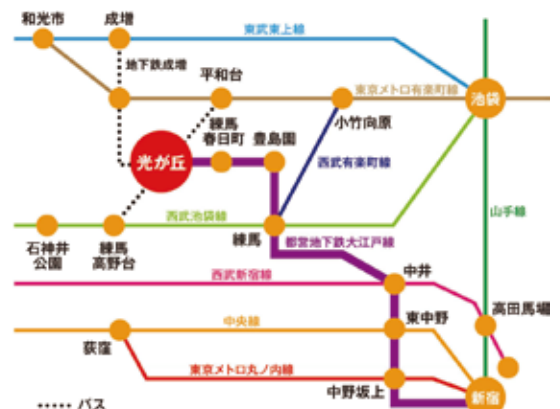 和光市
成増
東武東上線
地下鉄成増
平和台
東京メトロ有楽町線
池袋
小竹向原
練馬
春日町
豊島園
光が丘
西武有楽町線
西武池袋線
山手線
石神井
公園
練馬
高野台
練馬
都営地下鉄大江戸線
中井
西武新宿線
高田馬場
中央線
東中野
荻窪
東京メトロ丸ノ内線
中野坂上
新宿
バス